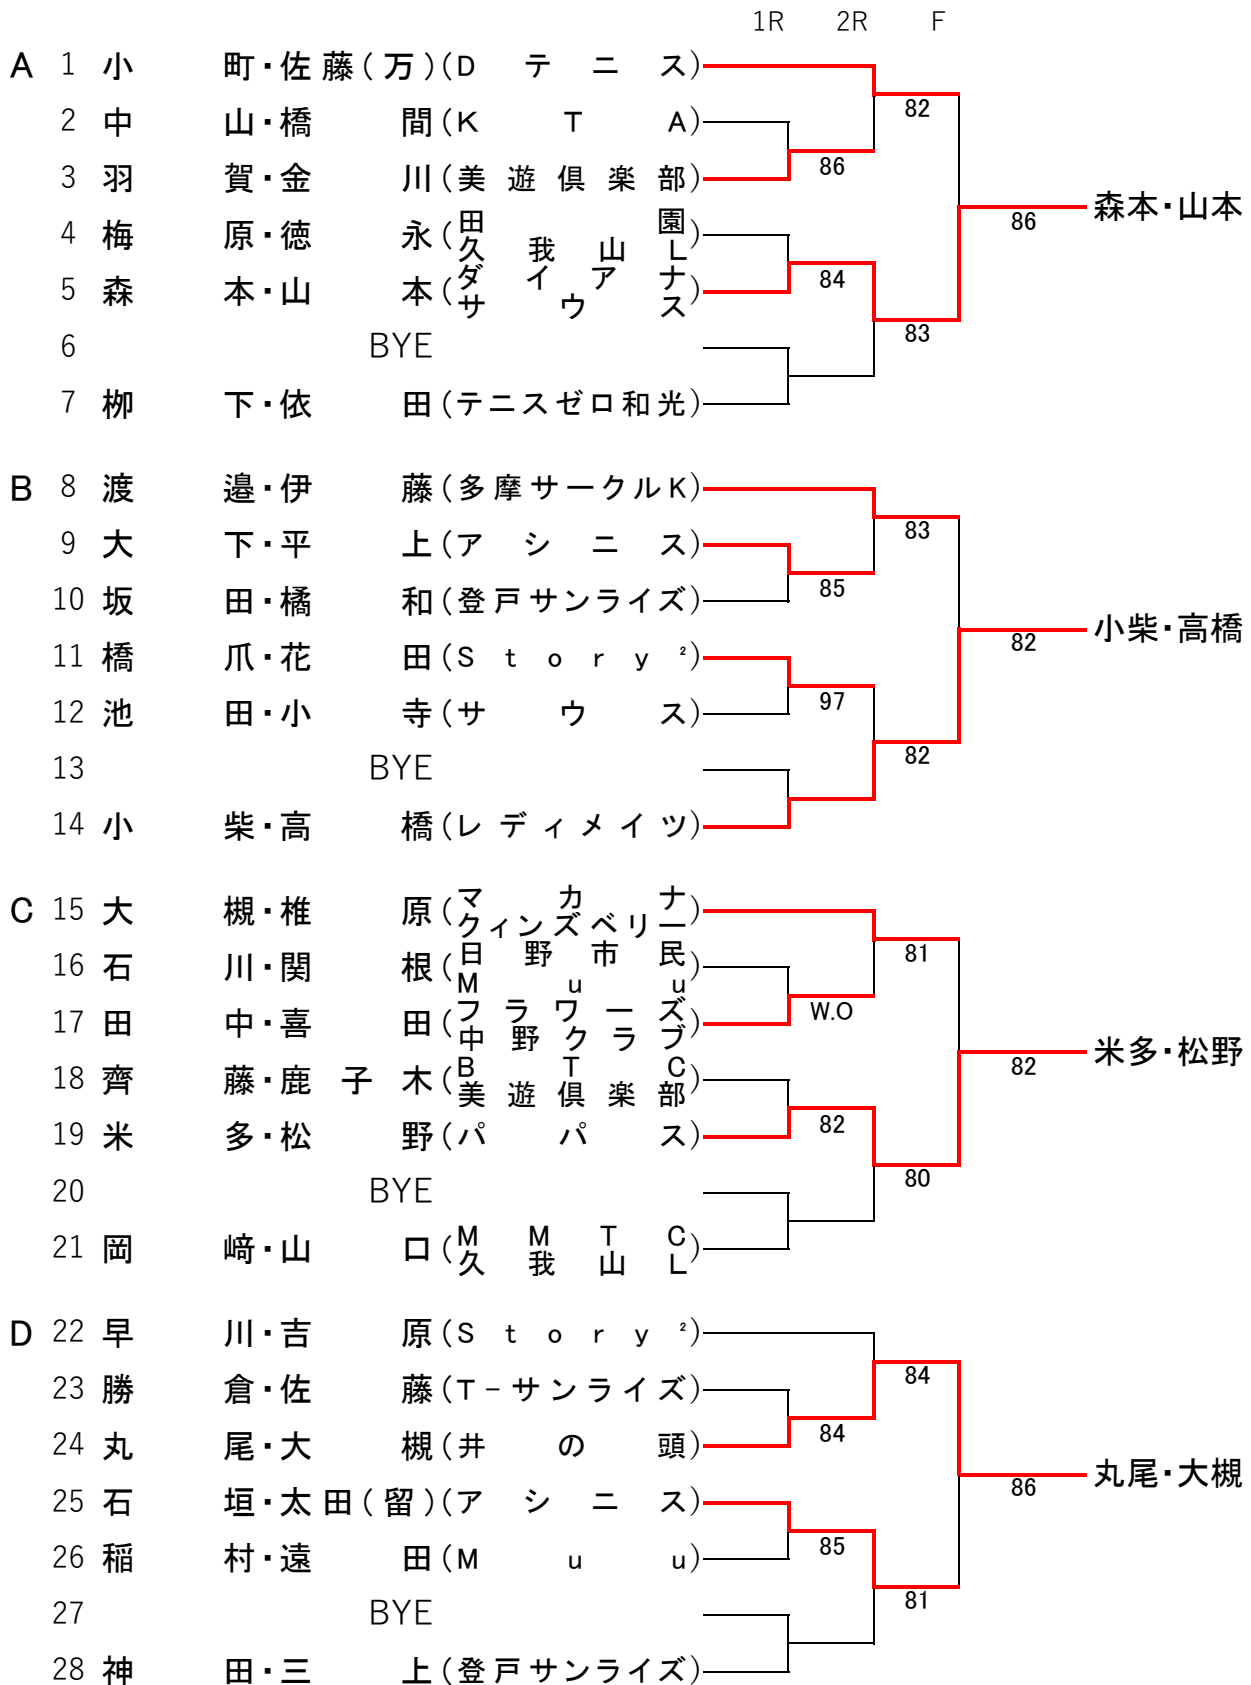 1R 2R F
A 1 小町・佐藤(万)(Dテニス)
82
2 中山・橋間(KTA)
86
3 羽賀・金川(美遊倶楽部)
86 森本・山本
4 梅原・徳永(田園 久我山L)
84
5 森本・山本(ダイアナ サウス)
83
6 BYE
7 栁下・依田(テニスゼロ和光)
B 8 渡邉・伊藤(多摩サークルK)
83
9 大下・平上(アシニス)
85
10 坂田・橘和(登戸サンライズ)
82 小柴・高橋
11 橋爪・花田(Story²)
97
12 池田・小寺(サウス)
82
13 BYE
14 小柴・高橋(レディメイツ)
C 15 大槻・椎原(マカナ クィンズベリー)
81
16 石川・関根(日野市民 Muu)
W.O
17 田中・喜田(フラワーズ 中野クラブ)
82 米多・松野
18 齊藤・鹿子木(BTC 美遊倶楽部)
82
19 米多・松野(パパス)
80
20 BYE
21 岡﨑・山口(MMTC 久我山L)
D 22 早川・吉原(Story²)
84
23 勝倉・佐藤(T-サンライズ)
84
24 丸尾・大槻(井の頭)
86 丸尾・大槻
25 石垣・太田(留)(アシニス)
85
26 稲村・遠田(Muu)
81
27 BYE
28 神田・三上(登戸サンライズ)